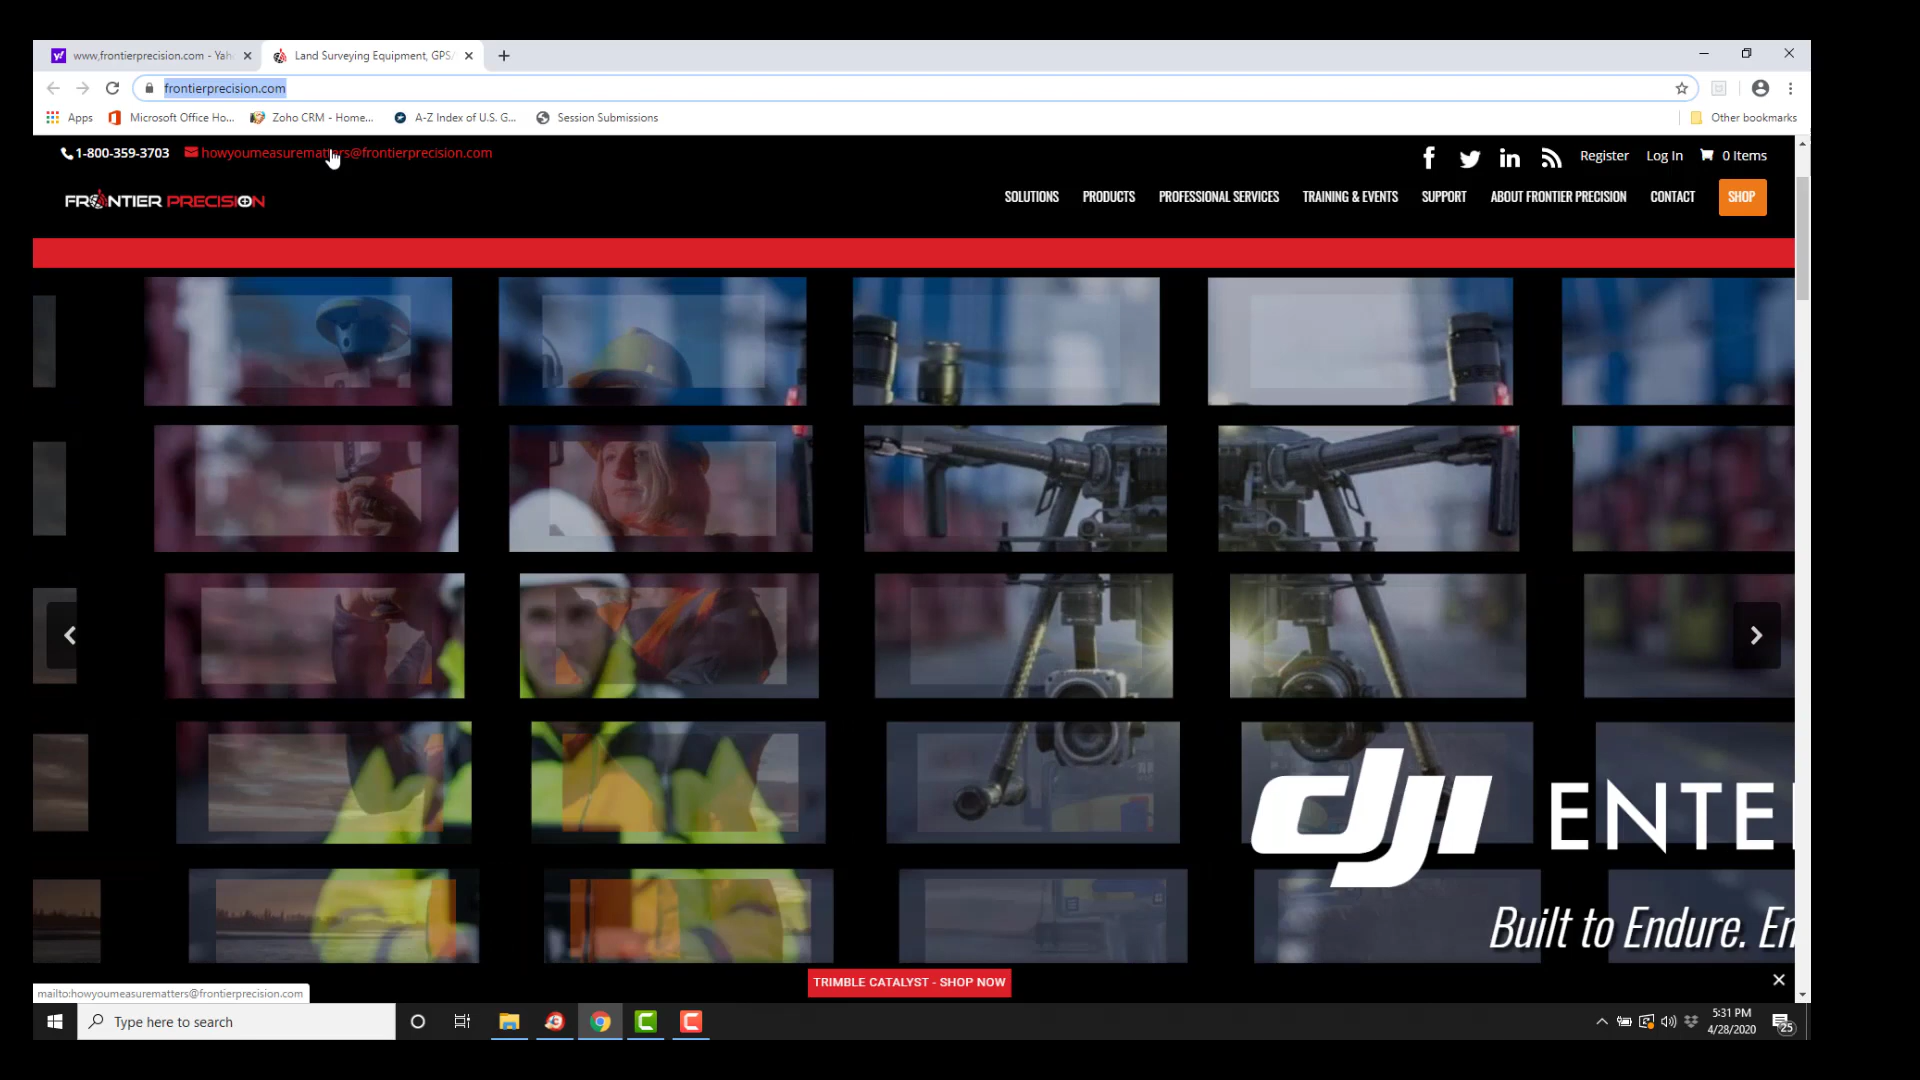 www.frontierprecision.com - Yah
Land Surveying Equipment, GPS/
frontierprecision.com
Apps
Microsoft Office Ho...
Zoho CRM - Home...
A-Z Index of U.S. G...
Session Submissions
Other bookmarks
1-800-359-3703
howyoumeasurematters@frontierprecision.com
Register
Log In
0 Items
FRONTIER PRECISION
SOLUTIONS
PRODUCTS
PROFESSIONAL SERVICES
TRAINING & EVENTS
SUPPORT
ABOUT FRONTIER PRECISION
CONTACT
SHOP
dji ENTE
Built to Endure. En
TRIMBLE CATALYST - SHOP NOW
mailto:howyoumeasurematters@frontierprecision.com
Type here to search
5:31 PM
4/28/2020
25